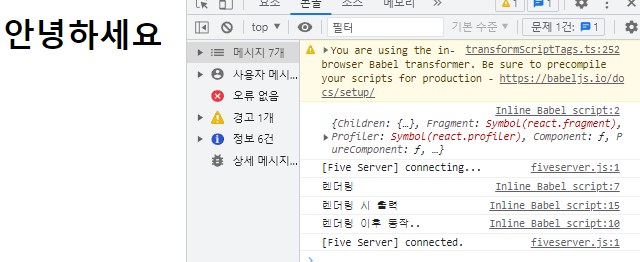 안녕하세요
요소 콘솔 소스 메모리 » 1 1
top ▼ 필터 기본 수준 ▼ 문제 1건: 1
메시지 7개
사용자 메시…
오류 없음
경고 1개
정보 6건
상세 메시지…
You are using the in- transformScriptTags.ts:252
browser Babel transformer. Be sure to precompile
your scripts for production - https://babeljs.io/do
cs/setup/
Inline Babel script:2
{Children: {…}, Fragment: Symbol(react.fragment),
Profiler: Symbol(react.profiler), Component: ƒ, P
ureComponent: ƒ, …}
[Five Server] connecting... fiveserver.js:1
렌더링 Inline Babel script:7
렌더링 시 출력 Inline Babel script:15
렌더링 이후 동작.. Inline Babel script:10
[Five Server] connected. fiveserver.js:1